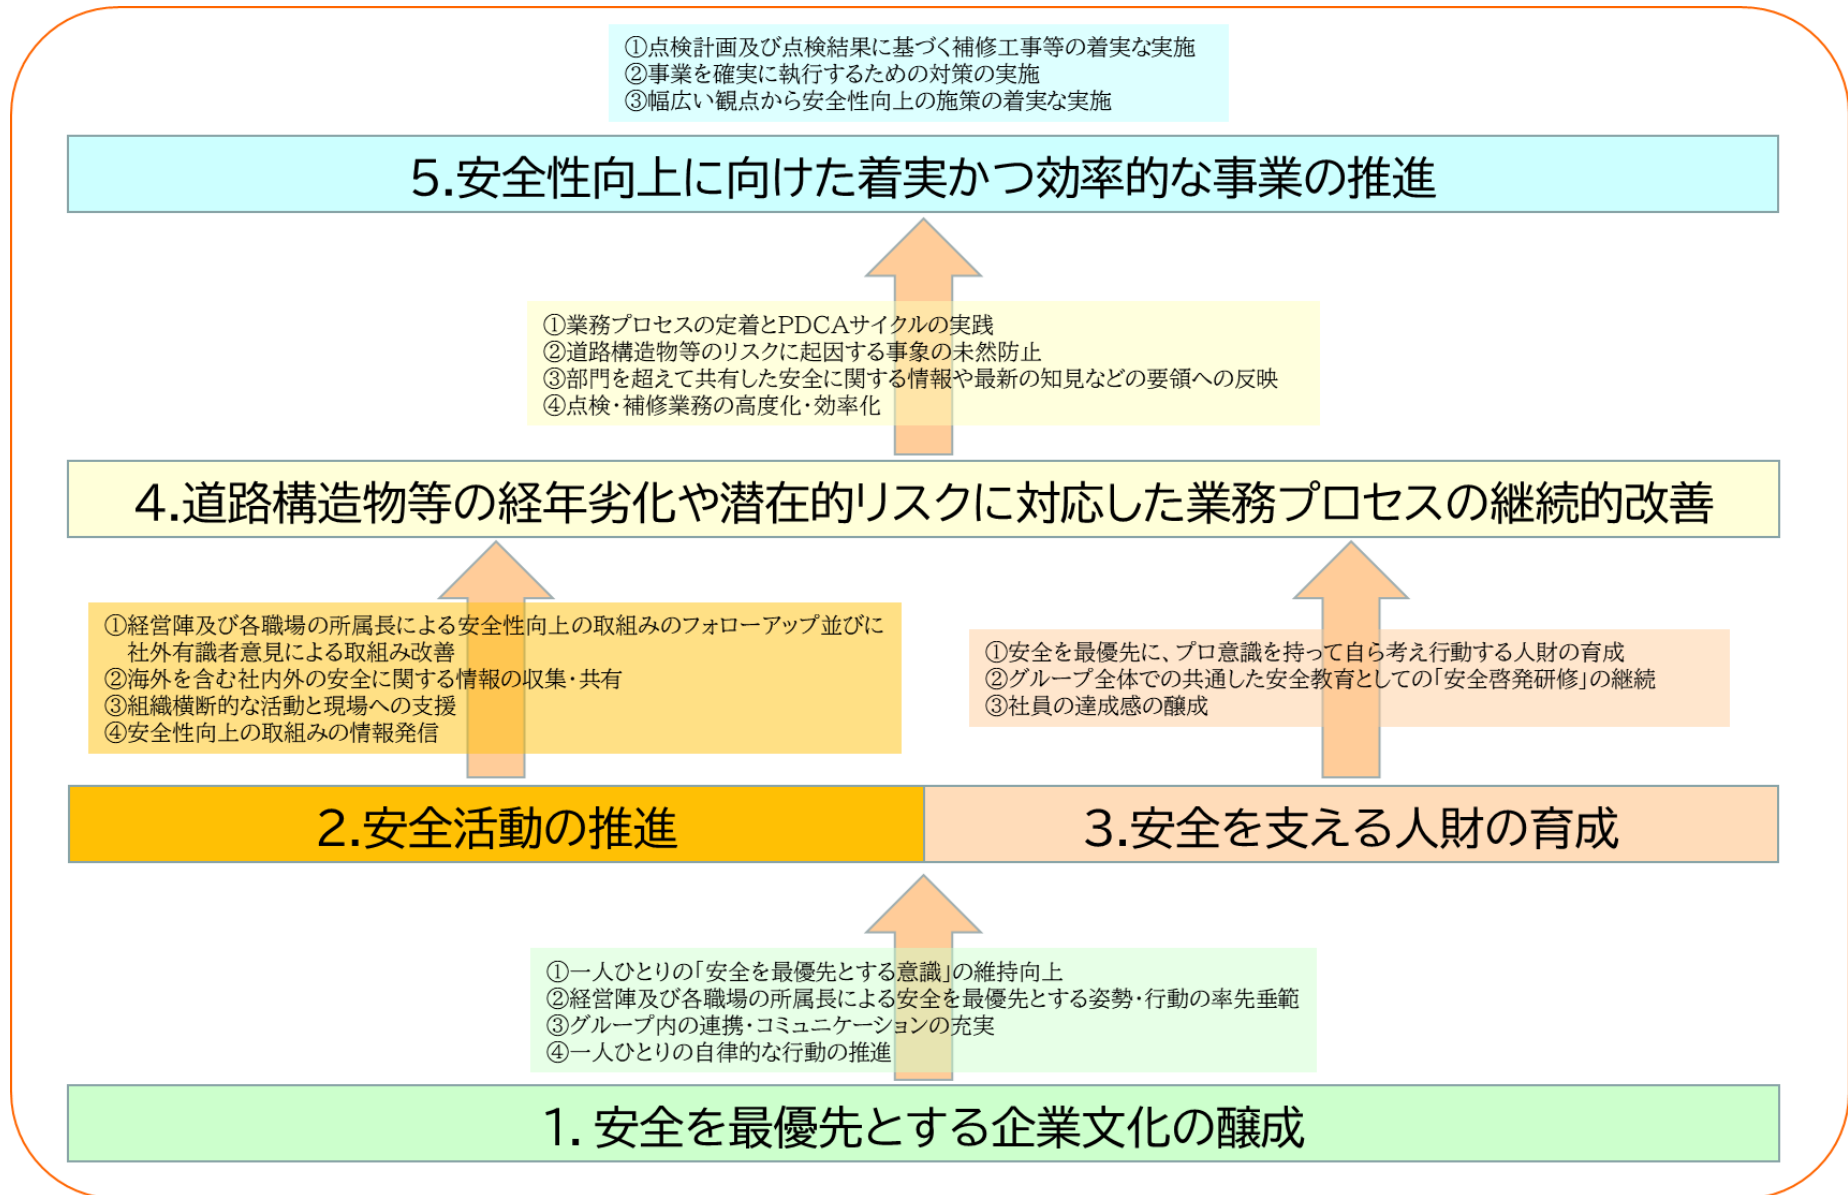 ①点検計画及び点検結果に基づく補修工事等の着実な実施
②事業を確実に執行するための対策の実施
③幅広い観点から安全性向上の施策の着実な実施
5.安全性向上に向けた着実かつ効率的な事業の推進
①業務プロセスの定着とPDCAサイクルの実践
②道路構造物等のリスクに起因する事象の未然防止
③部門を超えて共有した安全に関する情報や最新の知見などの要領への反映
④点検・補修業務の高度化・効率化
4.道路構造物等の経年劣化や潜在的リスクに対応した業務プロセスの継続的改善
①経営陣及び各職場の所属長による安全性向上の取組みのフォローアップ並びに
社外有識者意見による取組み改善
②海外を含む社内外の安全に関する情報の収集・共有
③組織横断的な活動と現場への支援
④安全性向上の取組みの情報発信
①安全を最優先に、プロ意識を持って自ら考え行動する人財の育成
②グループ全体での共通した安全教育としての「安全啓発研修」の継続
③社員の達成感の醸成
2.安全活動の推進
3.安全を支える人財の育成
①一人ひとりの「安全を最優先とする意識」の維持向上
②経営陣及び各職場の所属長による安全を最優先とする姿勢・行動の率先垂範
③グループ内の連携・コミュニケーションの充実
④一人ひとりの自律的な行動の推進
1. 安全を最優先とする企業文化の醸成